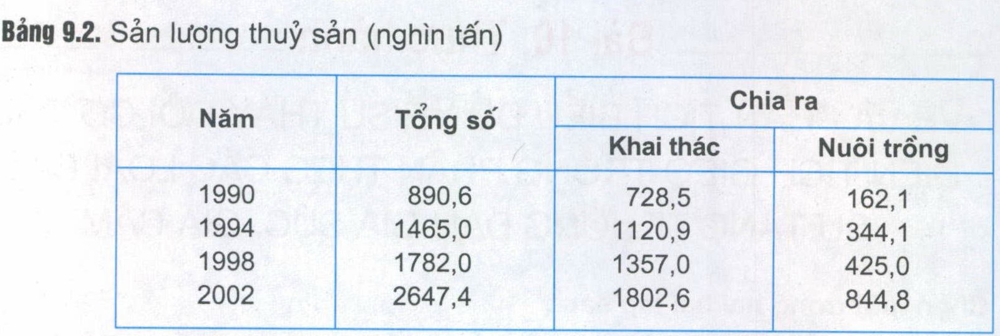 Bảng 9.2. Sản lượng thuỷ sản (nghìn tấn)
Năm Tổng số Chia ra
Khai thác Nuôi trồng
1990 890,6 728,5 162,1
1994 1465,0 1120,9 344,1
1998 1782,0 1357,0 425,0
2002 2647,4 1802,6 844,8